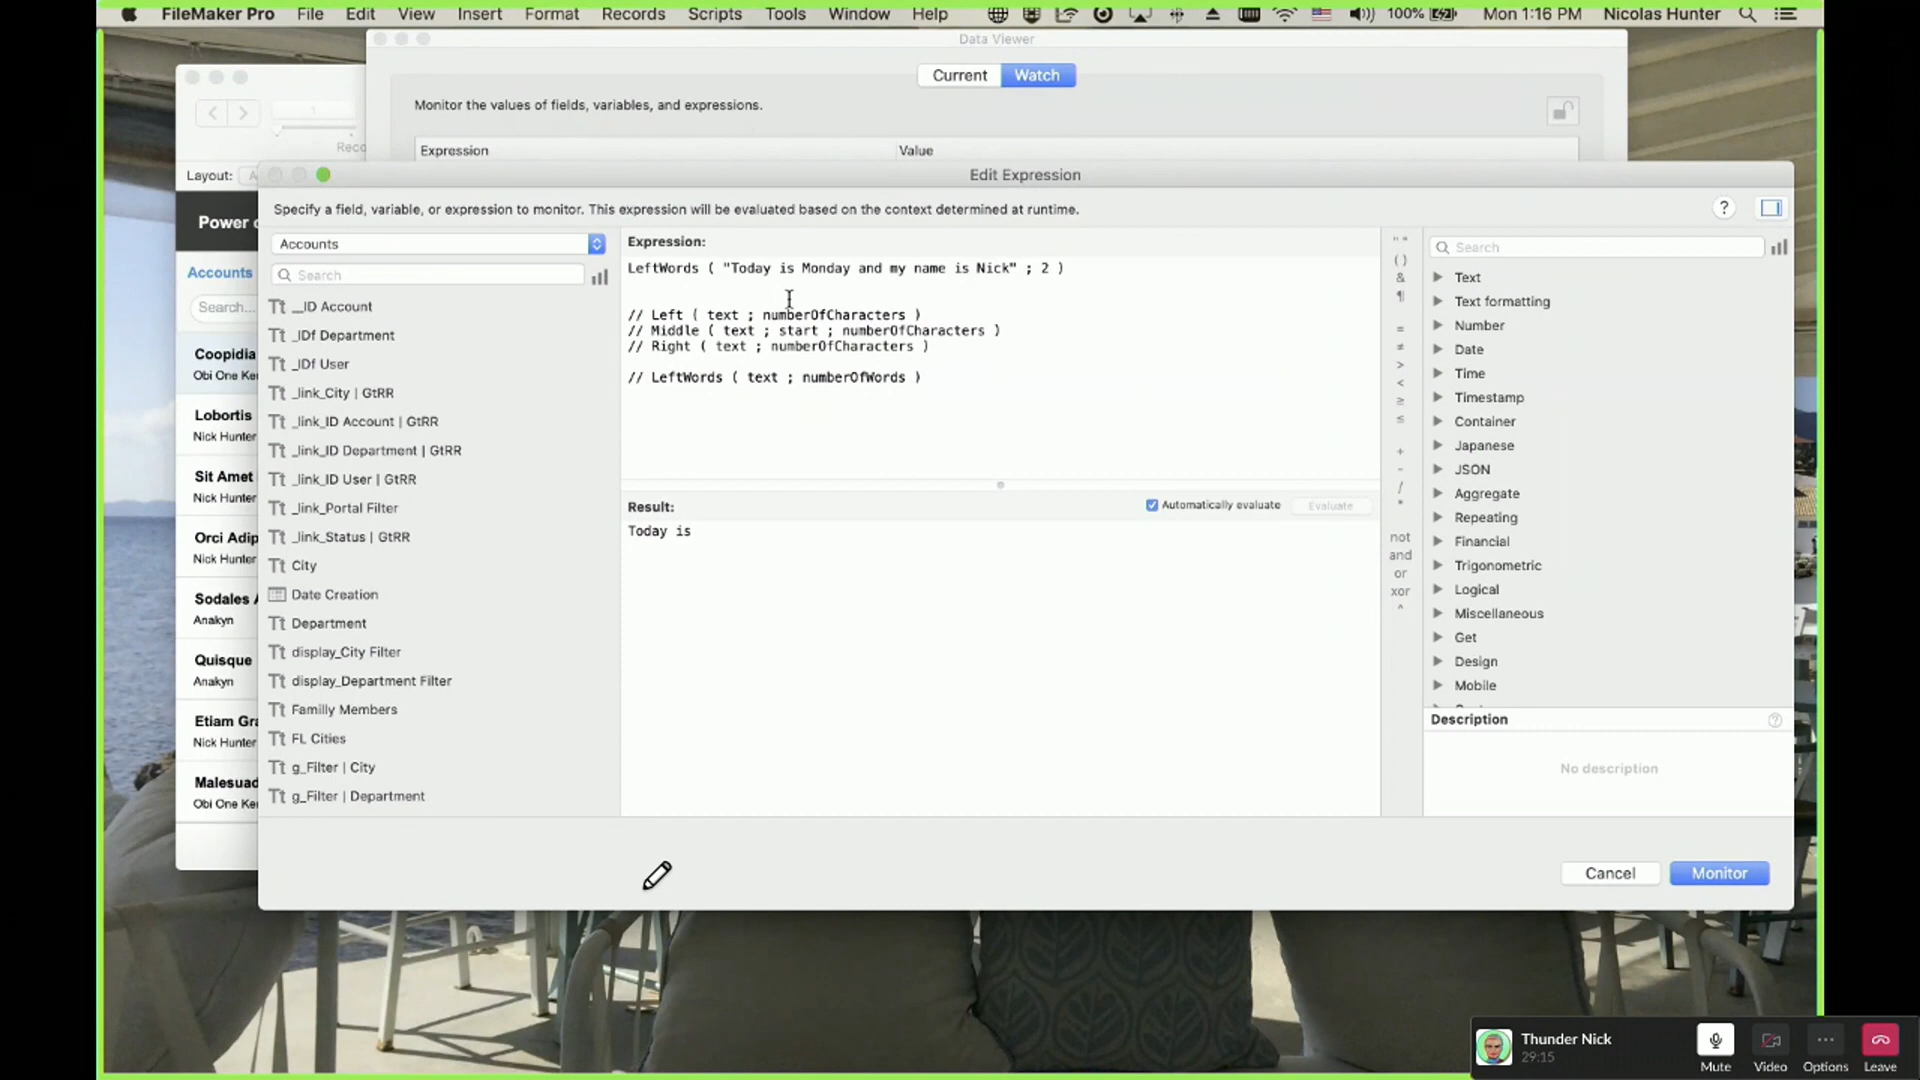 FileMaker Pro File Edit View Insert Format Records Scripts Tools Window Help 100% Mon 1:16 PM Nicolas Hunter
Data Viewer
Current Watch
Monitor the values of fields, variables, and expressions.
Expression Value
Reco
Layout:
Edit Expression
Specify a field, variable, or expression to monitor. This expression will be evaluated based on the context determined at runtime.
?
Power
Accounts
Search...
Coopidia
Obi One Ke
Lobortis
Nick Hunter
Sit Amet
Nick Hunter
Orci Adip
Nick Hunter
Sodales
Anakyn
Quisque
Anakyn
Etiam Gra
Nick Hunter
Malesuad
Obi One Ke
Accounts
Search
__ID Account
_IDf Department
_IDf User
_link_City | GtRR
_link_ID Account | GtRR
_link_ID Department | GtRR
_link_ID User | GtRR
_link_Portal Filter
_link_Status | GtRR
City
Date Creation
Department
display_City Filter
display_Department Filter
Familly Members
FL Cities
g_Filter | City
g_Filter | Department
Expression:
LeftWords ( "Today is Monday and my name is Nick" ; 2 )
// Left ( text ; numberOfCharacters )
// Middle ( text ; start ; numberOfCharacters )
// Right ( text ; numberOfCharacters )
// LeftWords ( text ; numberOfWords )
Result:
Automatically evaluate Evaluate
Today is
" "
( )
&
¶
=
≠
>
<
≥
≤
+
-
/
*
not
and
or
xor
^
Search
Text
Text formatting
Number
Date
Time
Timestamp
Container
Japanese
JSON
Aggregate
Repeating
Financial
Trigonometric
Logical
Miscellaneous
Get
Design
Mobile
Description
?
No description
Cancel Monitor
Thunder Nick
29:15
Mute Video Options Leave